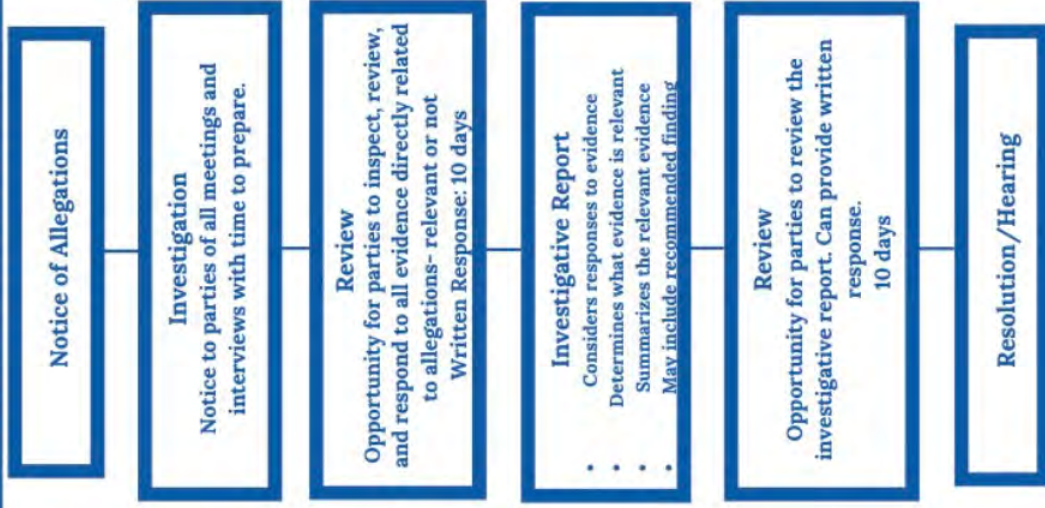 Notice of Allegations
Investigation
Notice to parties of all meetings and
interviews with time to prepare.
Review
Opportunity for parties to inspect, review,
and respond to all evidence directly related
to allegations- relevant or not
Written Response: 10 days
Investigative Report
• Considers responses to evidence
• Determines what evidence is relevant
• Summarizes the relevant evidence
• May include recommended finding
Review
Opportunity for parties to review the
investigative report. Can provide written
response.
10 days
Resolution/Hearing